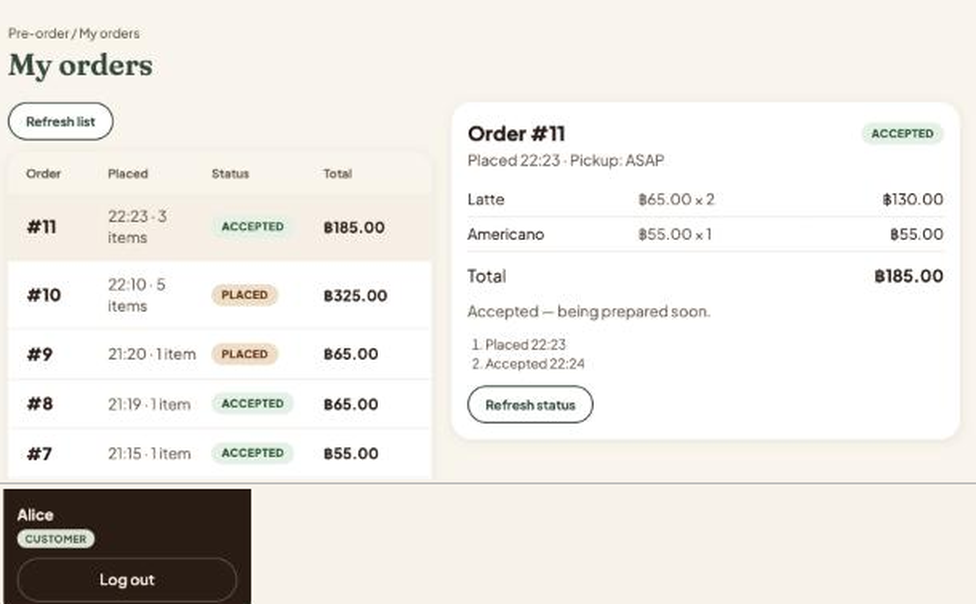 Pre-order / My orders
My orders
Refresh list
Order Placed Status Total
#11 22:23 · 3 items ACCEPTED ฿185.00
#10 22:10 · 5 items PLACED ฿325.00
#9 21:20 · 1 item PLACED ฿65.00
#8 21:19 · 1 item ACCEPTED ฿65.00
#7 21:15 · 1 item ACCEPTED ฿55.00
Order #11 ACCEPTED
Placed 22:23 · Pickup: ASAP
Latte ฿65.00 x 2 ฿130.00
Americano ฿55.00 x 1 ฿55.00
Total ฿185.00
Accepted — being prepared soon.
1. Placed 22:23
2. Accepted 22:24
Refresh status
Alice
CUSTOMER
Log out